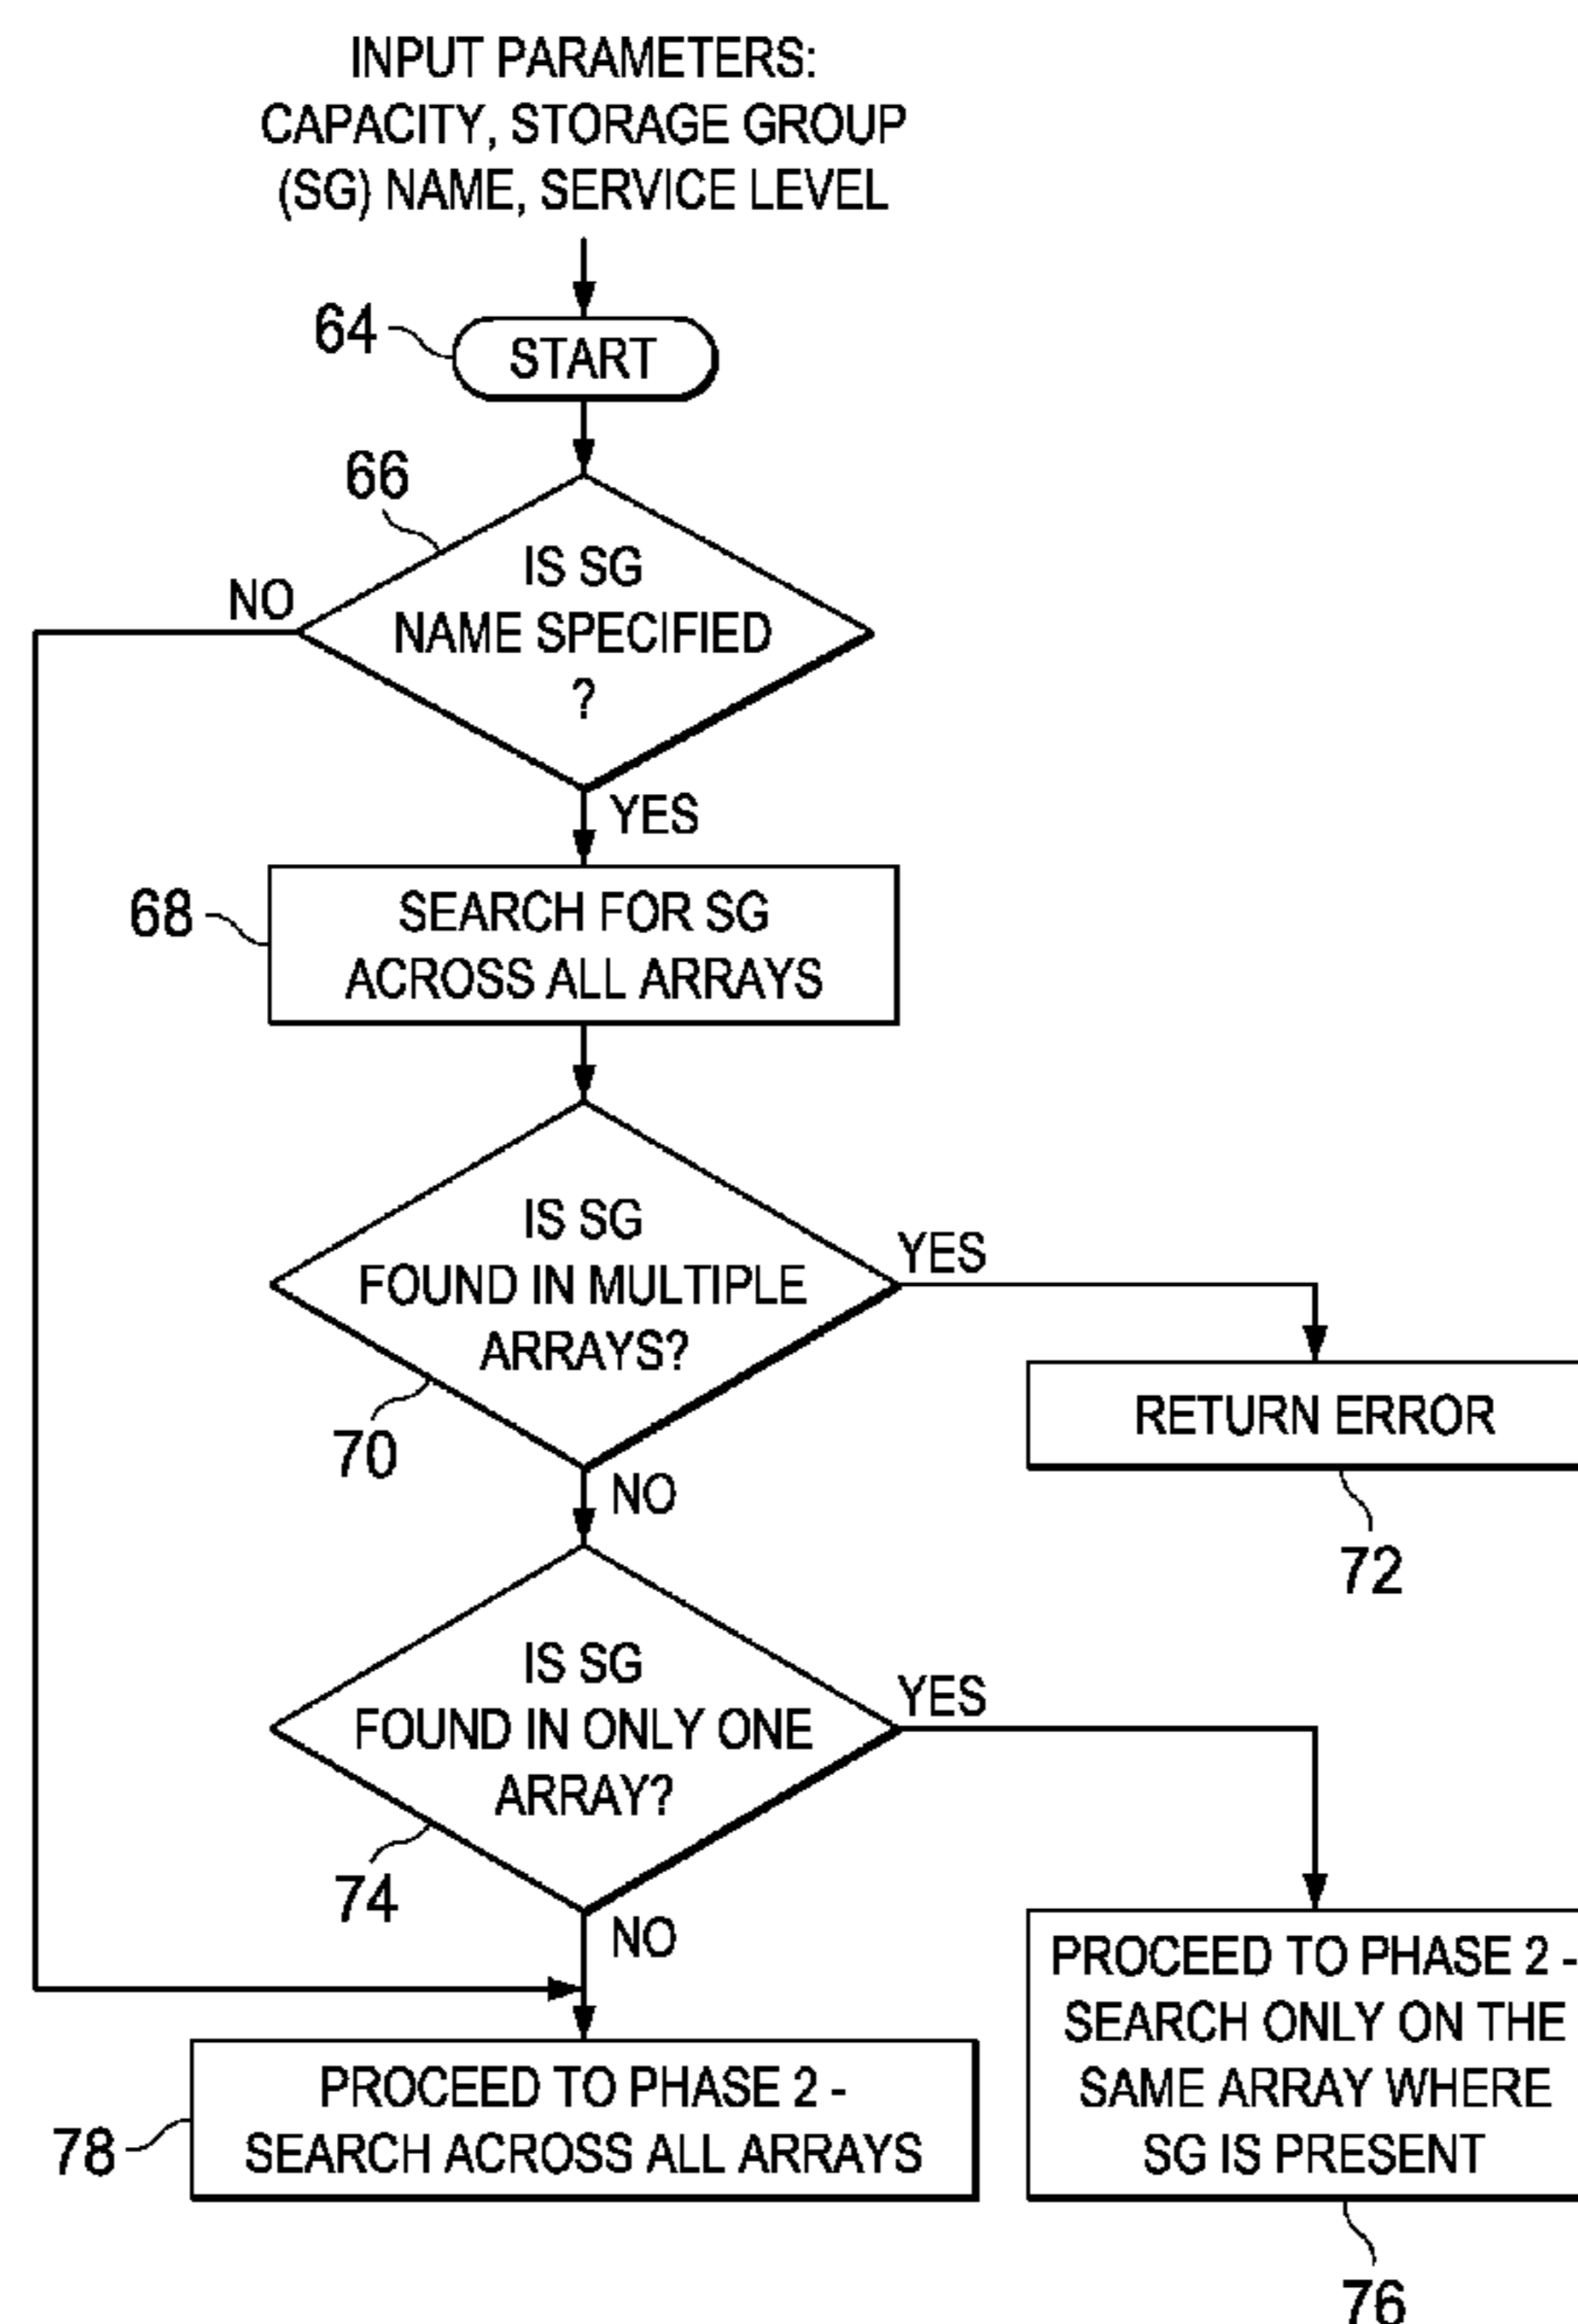 INPUT PARAMETERS:
CAPACITY, STORAGE GROUP
(SG) NAME, SERVICE LEVEL
64
START
66
IS SG
NAME SPECIFIED
?
NO
YES
68
SEARCH FOR SG
ACROSS ALL ARRAYS
IS SG
FOUND IN MULTIPLE
ARRAYS?
YES
70
NO
RETURN ERROR
72
IS SG
FOUND IN ONLY ONE
ARRAY?
YES
74
NO
PROCEED TO PHASE 2 -
SEARCH ONLY ON THE
SAME ARRAY WHERE
SG IS PRESENT
76
78
PROCEED TO PHASE 2 -
SEARCH ACROSS ALL ARRAYS